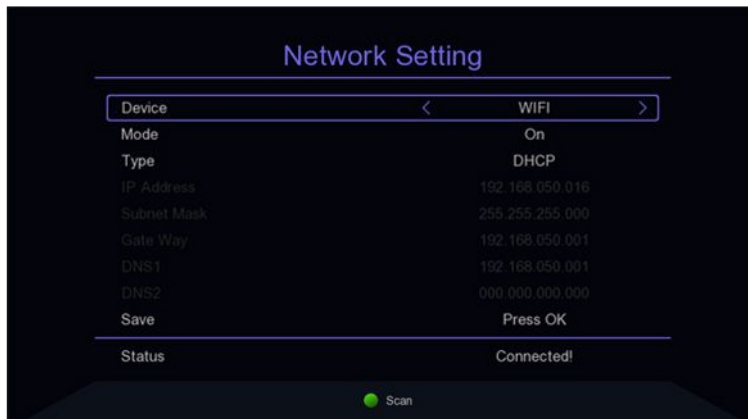 Network Setting
Device < WIFI >
Mode On
Type DHCP
IP Address 192.168.050.016
Subnet Mask 255.255.255.000
Gate Way 192.168.050.001
DNS1 192.168.050.001
DNS2 000.000.000.000
Save Press OK
Status Connected!
Scan